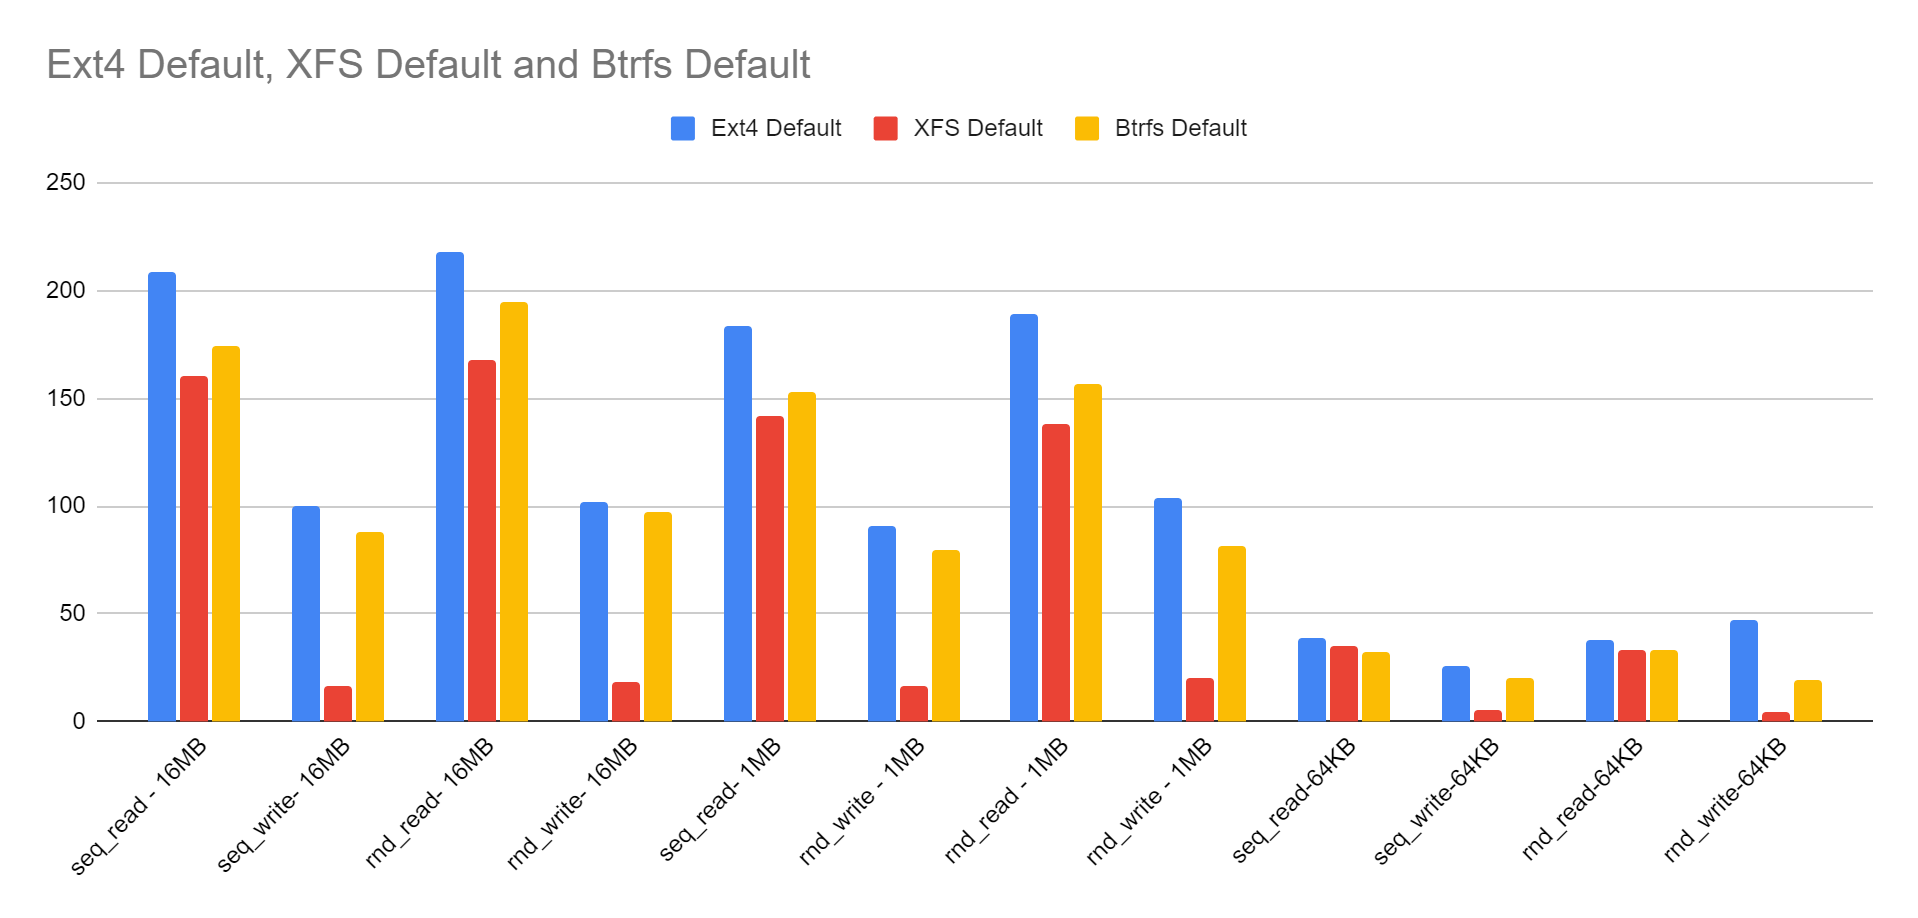 Ext4 Default, XFS Default and Btrfs Default
Ext4 Default
XFS Default
Btrfs Default
250
200
150
100
50
0
seq_read - 16MB
seq_write- 16MB
rnd_read- 16MB
rnd_write- 16MB
seq_read- 1MB
rnd_write - 1MB
rnd_read - 1MB
rnd_write - 1MB
seq_read-64KB
seq_write-64KB
rnd_read-64KB
rnd_write-64KB